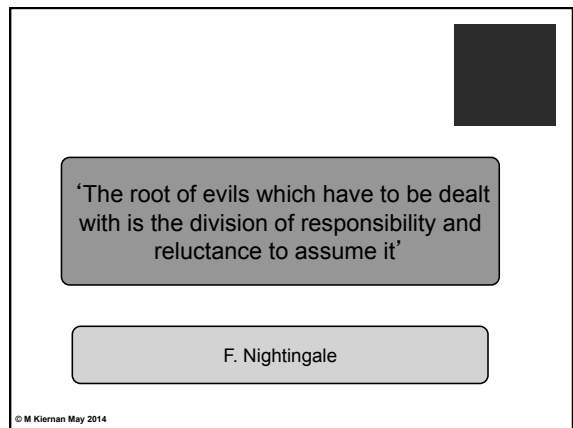 ‘The root of evils which have to be dealt
with is the division of responsibility and
reluctance to assume it’
F. Nightingale
© M Kiernan May 2014